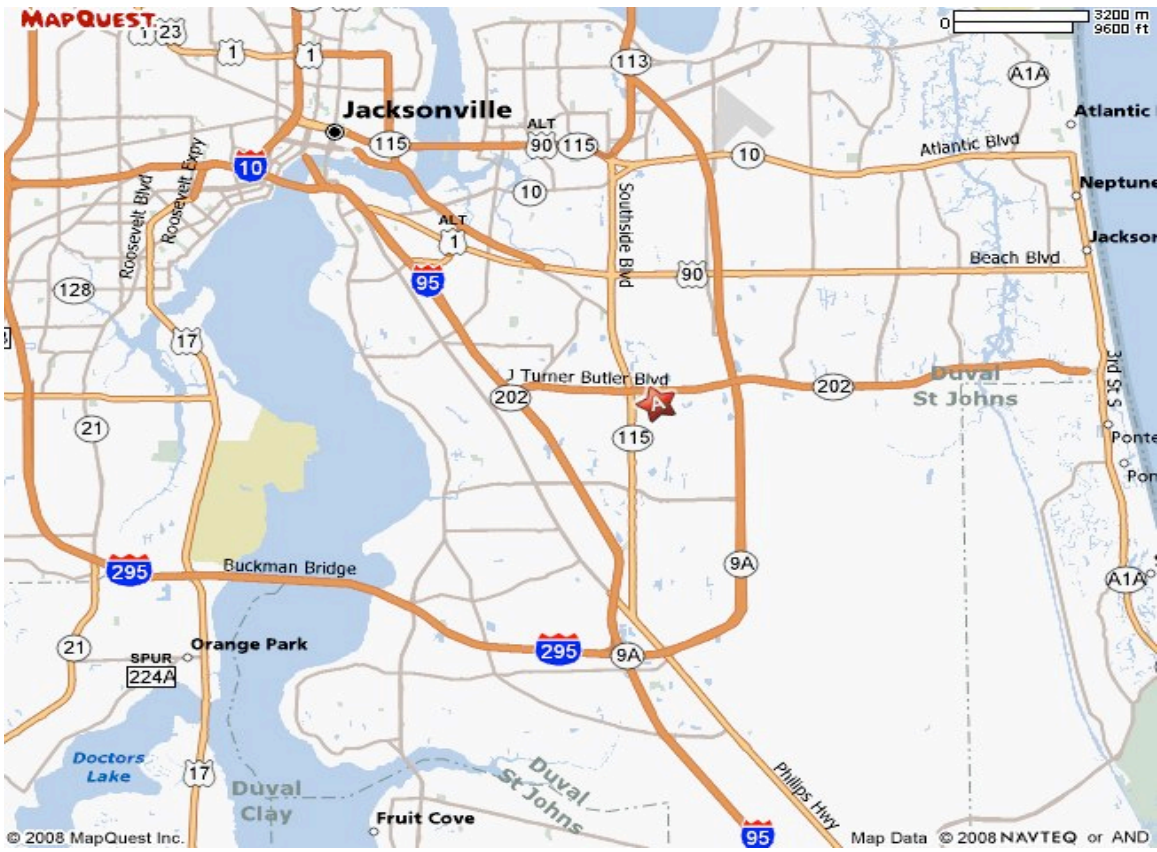 MAPQUEST
0
3200 m
9600 ft
1
23
1
1
113
A1A
Jacksonville
Atlantic
115
ALT
90
115
10
Atlantic Blvd
10
10
Roosevelt Blvd
Roosevelt Expy
Southside Blvd
Neptune
ALT
1
Jackson
Beach Blvd
90
95
128
17
3rd St S
J Turner Butler Blvd
202
A
202
Duval
St Johns
21
115
Ponte
Pon
9A
A1A
Buckman Bridge
295
295
9A
21
Orange Park
SPUR
224A
Doctors
Lake
17
Duval
Clay
Duval
St Johns
Philips Hwy
Fruit Cove
95
© 2008 MapQuest Inc.
Map Data © 2008 NAVTEQ or AND